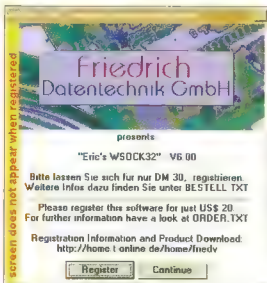 screen does not appear when registered
Friedrich
Datentechnik GmbH
presents
"Eric's WSOCK32" V6.00
Bitte lassen Sie sich für nur DM 30, registrieren.
Weitere Infos dazu finden Sie unter BESTELL TXT
Please register this software for just US$ 20.
For further information have a look at ORDER.TXT
Registration Information and Product Download:
http://home t online de/home/friedv
Register
Continue